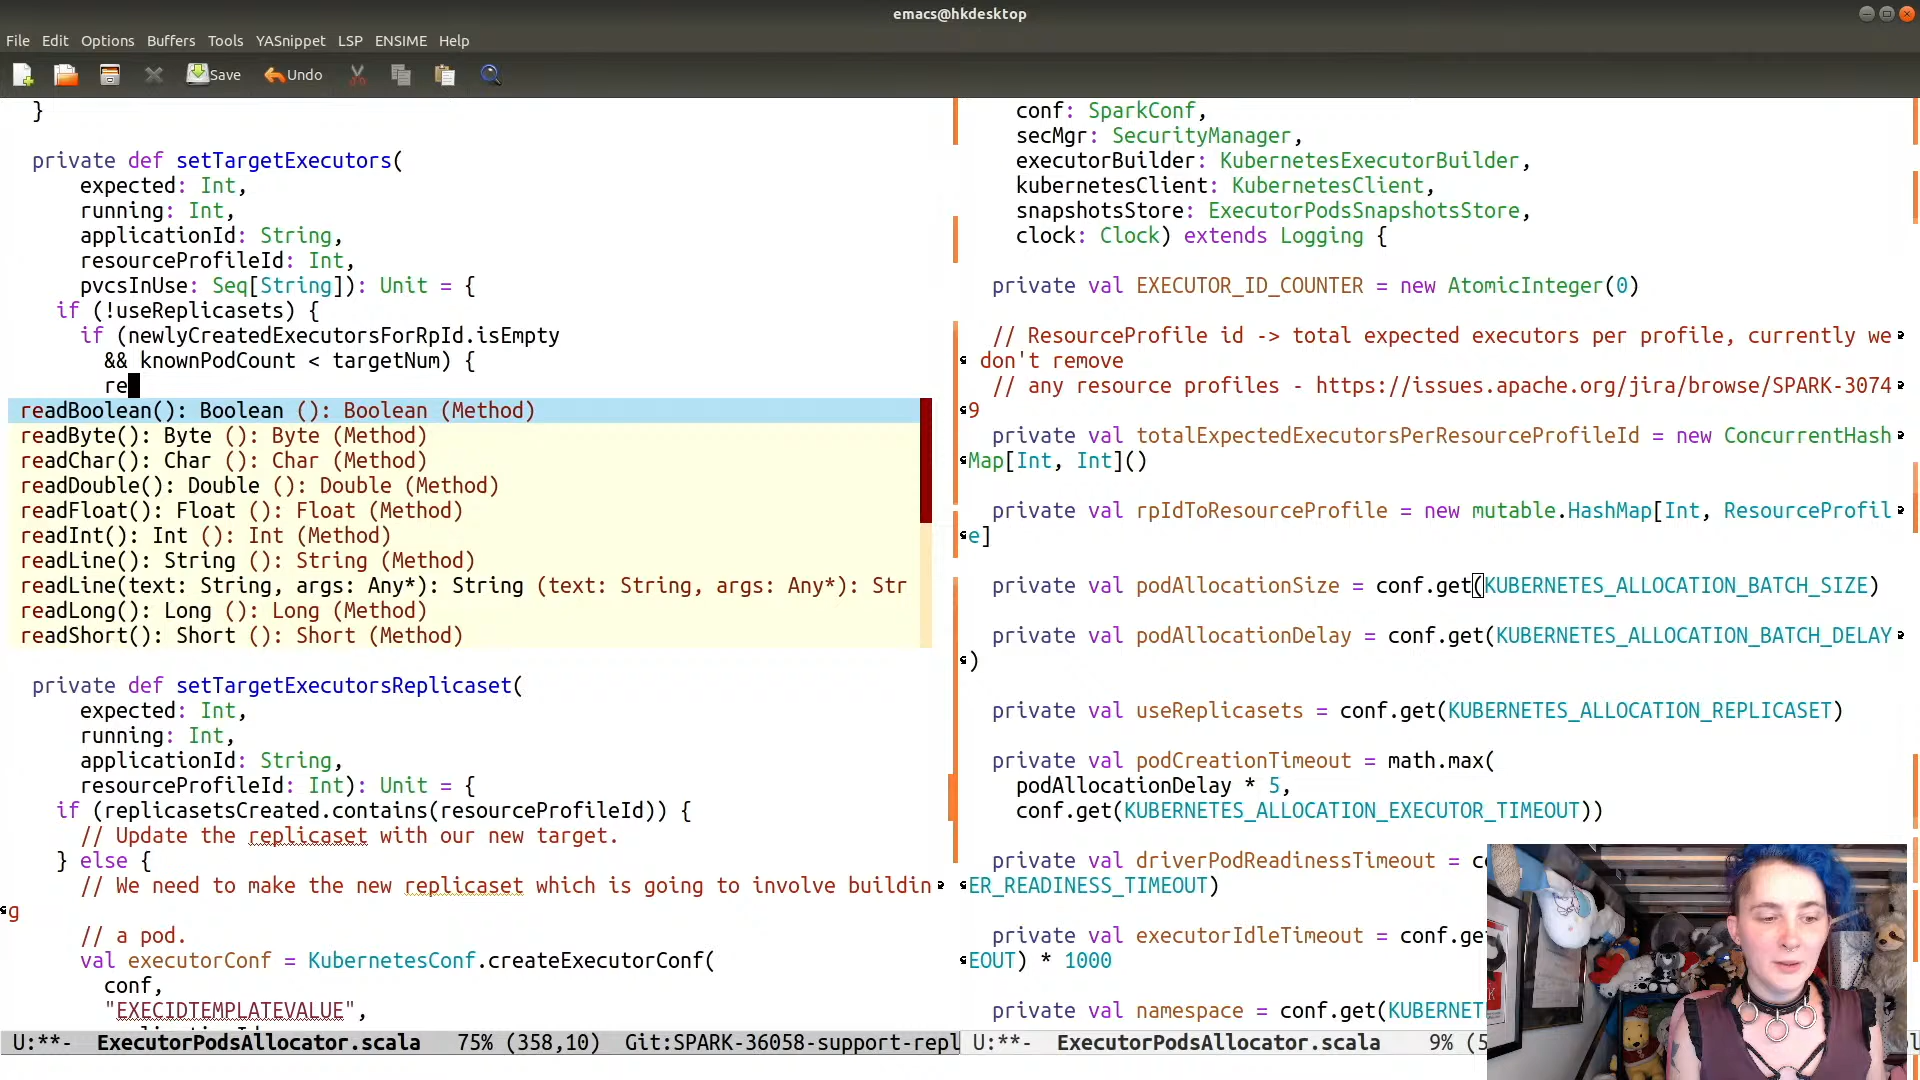 emacs@hkdesktop
File Edit Options Buffers Tools YASnippet LSP ENSIME Help
Save Undo
}
private def setTargetExecutors(
expected: Int,
running: Int,
applicationId: String,
resourceProfileId: Int,
pvcsInUse: Seq[String]): Unit = {
if (!useReplicasets) {
if (newlyCreatedExecutorsForRpId.isEmpty
&& knownPodCount < targetNum) {
re
readBoolean(): Boolean (): Boolean (Method)
readByte(): Byte (): Byte (Method)
readChar(): Char (): Char (Method)
readDouble(): Double (): Double (Method)
readFloat(): Float (): Float (Method)
readInt(): Int (): Int (Method)
readLine(): String (): String (Method)
readLine(text: String, args: Any*): String (text: String, args: Any*): Str
readLong(): Long (): Long (Method)
readShort(): Short (): Short (Method)
private def setTargetExecutorsReplicaset(
expected: Int,
running: Int,
applicationId: String,
resourceProfileId: Int): Unit = {
if (replicasetsCreated.contains(resourceProfileId)) {
// Update the replicaset with our new target.
} else {
// We need to make the new replicaset which is going to involve buildin
g
// a pod.
val executorConf = KubernetesConf.createExecutorConf(
conf,
"EXECIDTEMPLATEVALUE",
U:**- ExecutorPodsAllocator.scala 75% (358,10) Git:SPARK-36058-support-repl
conf: SparkConf,
secMgr: SecurityManager,
executorBuilder: KubernetesExecutorBuilder,
kubernetesClient: KubernetesClient,
snapshotsStore: ExecutorPodsSnapshotsStore,
clock: Clock) extends Logging {
private val EXECUTOR_ID_COUNTER = new AtomicInteger(0)
// ResourceProfile id -> total expected executors per profile, currently we
don't remove
// any resource profiles - https://issues.apache.org/jira/browse/SPARK-3074
9
private val totalExpectedExecutorsPerResourceProfileId = new ConcurrentHash
Map[Int, Int]()
private val rpIdToResourceProfile = new mutable.HashMap[Int, ResourceProfil
e]
private val podAllocationSize = conf.get(KUBERNETES_ALLOCATION_BATCH_SIZE)
private val podAllocationDelay = conf.get(KUBERNETES_ALLOCATION_BATCH_DELAY
)
private val useReplicasets = conf.get(KUBERNETES_ALLOCATION_REPLICASET)
private val podCreationTimeout = math.max(
podAllocationDelay * 5,
conf.get(KUBERNETES_ALLOCATION_EXECUTOR_TIMEOUT))
private val driverPodReadinessTimeout = co
ER_READINESS_TIMEOUT)
private val executorIdleTimeout = conf.ge
EOUT) * 1000
private val namespace = conf.get(KUBERNET
U:**- ExecutorPodsAllocator.scala 9% (5